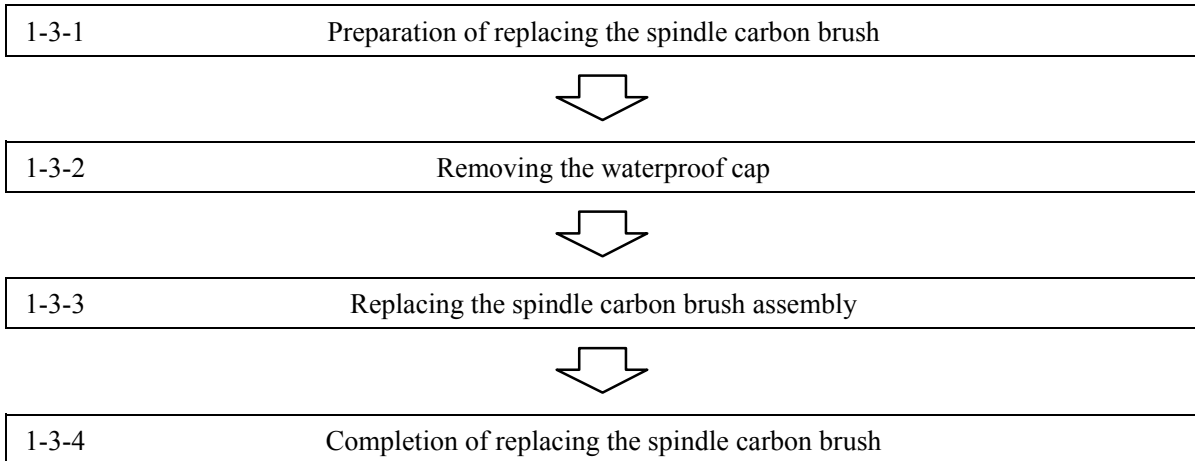 1-3-1 Preparation of replacing the spindle carbon brush
1-3-2 Removing the waterproof cap
1-3-3 Replacing the spindle carbon brush assembly
1-3-4 Completion of replacing the spindle carbon brush